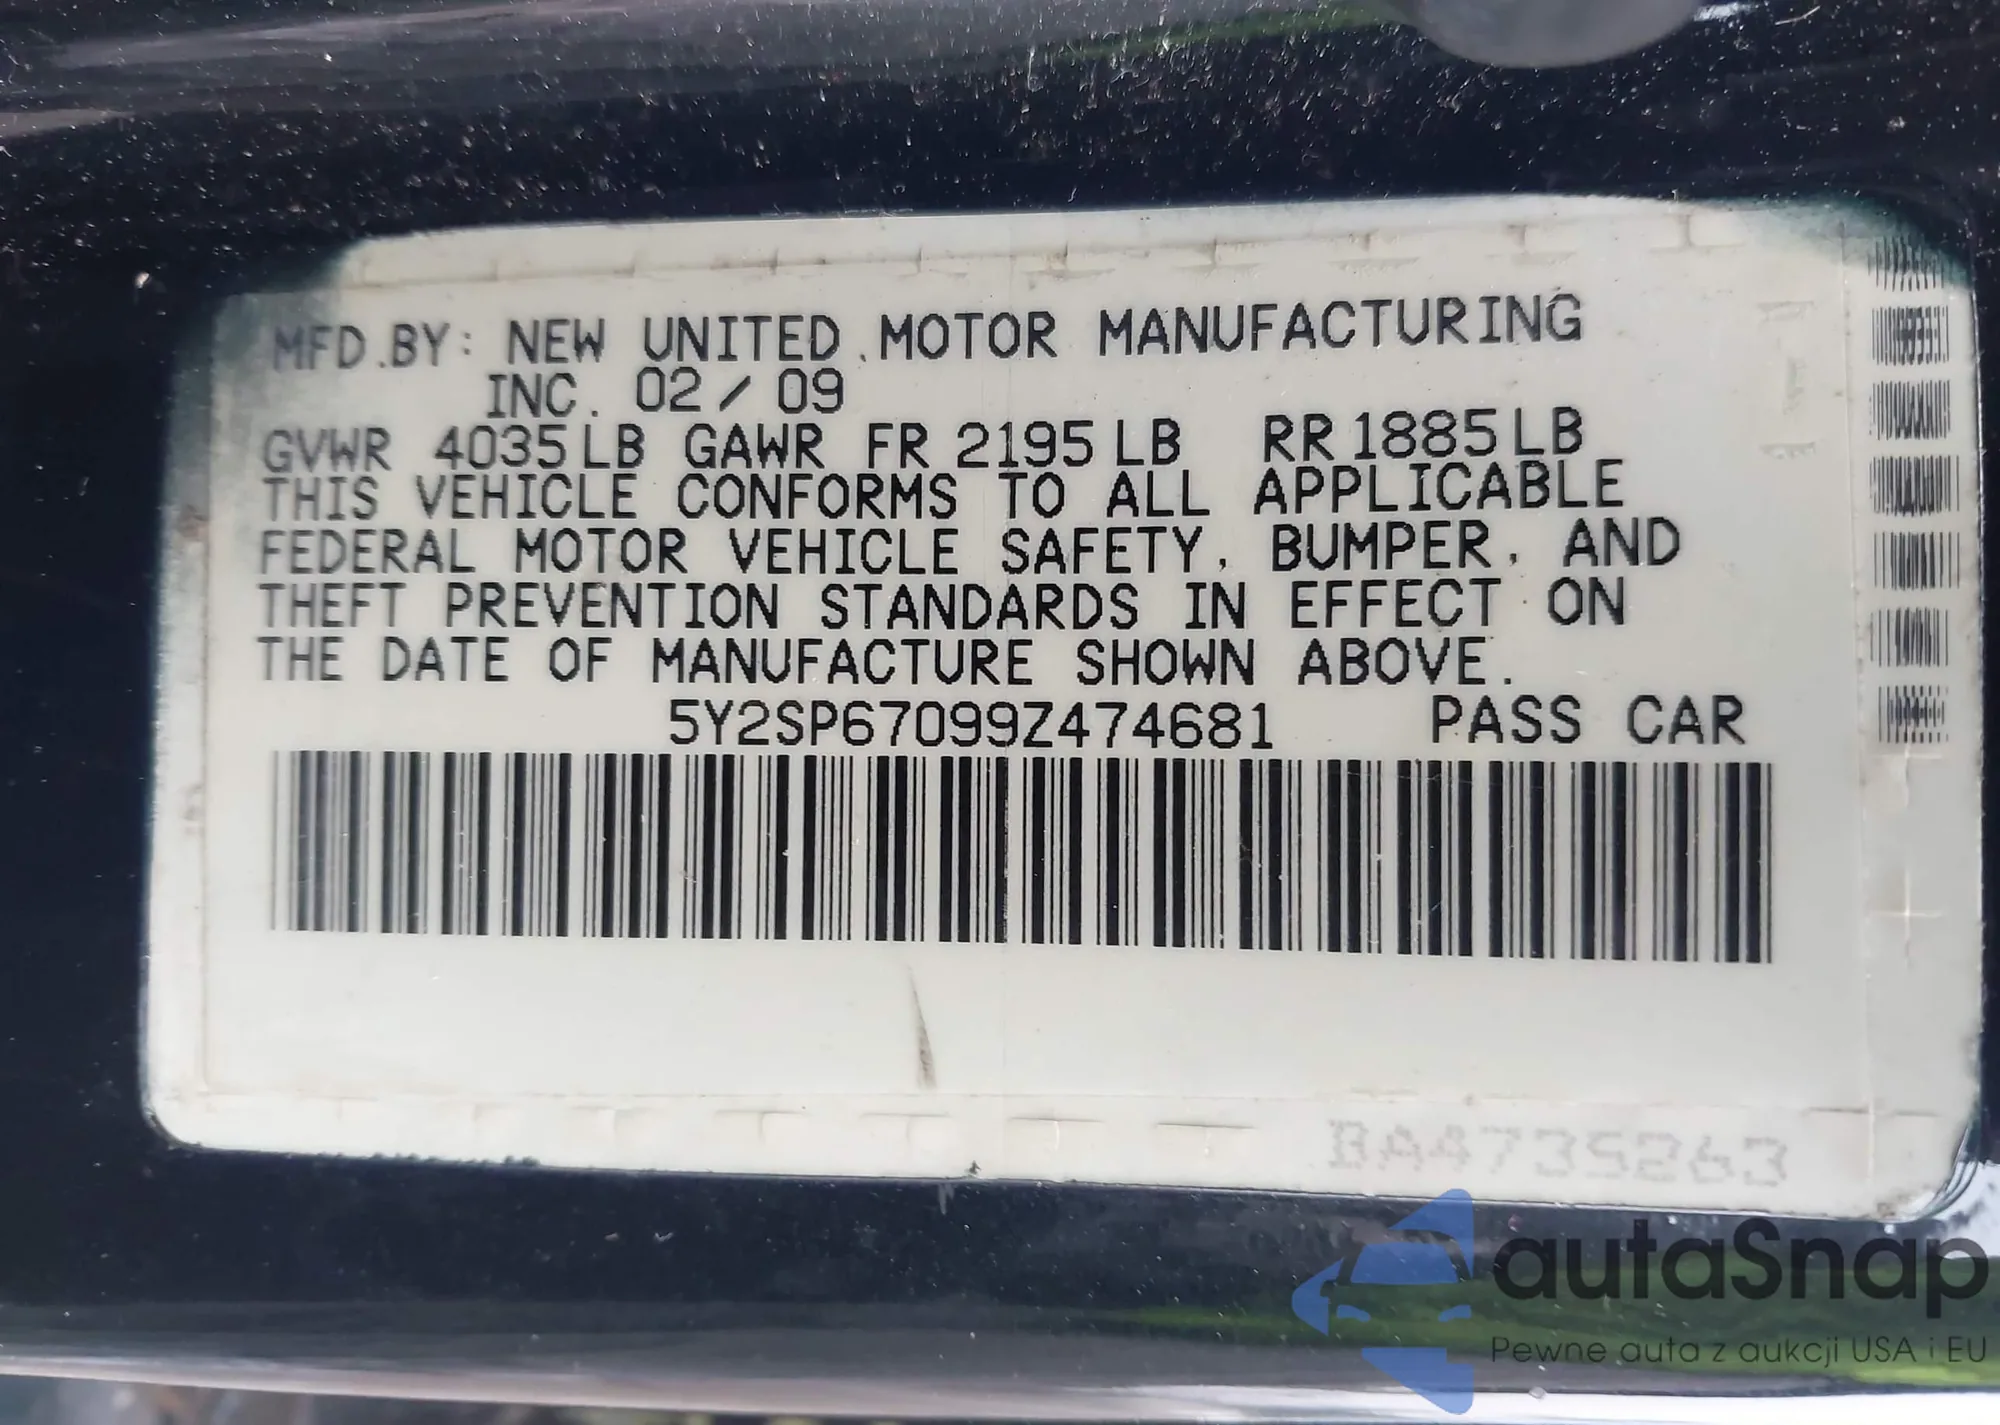 MFD.BY: NEW UNITED MOTOR MANUFACTURING
INC. 02/09
GVWR 4035LB GAWR FR 2195LB RR1885LB
THIS VEHICLE CONFORMS TO ALL APPLICABLE
FEDERAL MOTOR VEHICLE SAFETY, BUMPER, AND
THEFT PREVENTION STANDARDS IN EFFECT ON
THE DATE OF MANUFACTURE SHOWN ABOVE.
5Y2SP67099Z474681 PASS CAR
BA4735263
autaSnap
Pewne auta z aukcji USA i EU